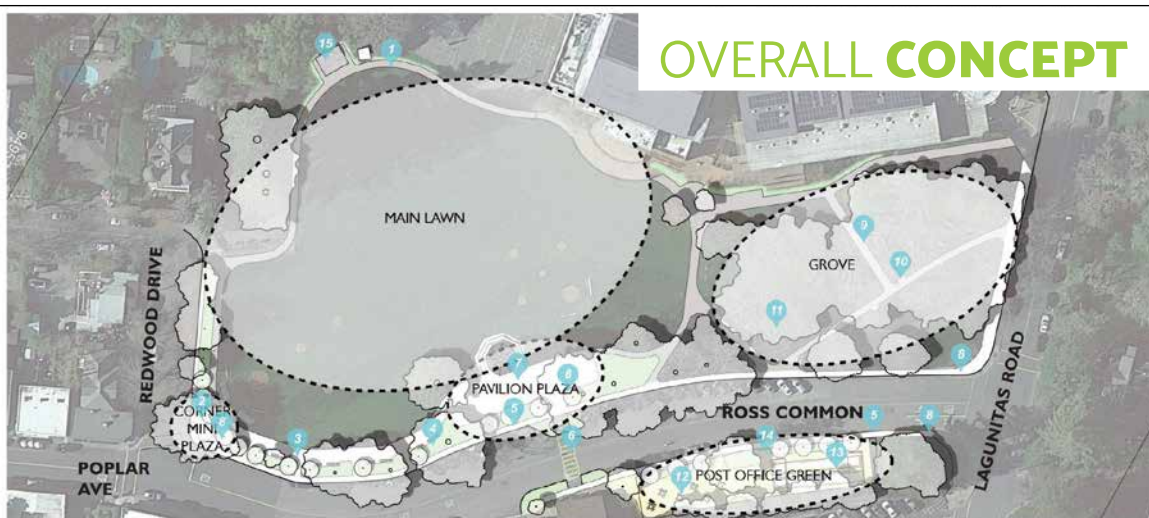 OVERALL CONCEPT
15
1
MAIN LAWN
9
GROVE
10
11
REDWOOD DRIVE
7
8
PAVILION PLAZA
5
LAGUNITAS ROAD
2
CORNER
MINI
PLAZA
ROSS COMMON
5
8
3
4
6
14
13
POPLAR
AVE
12
POST OFFICE GREEN